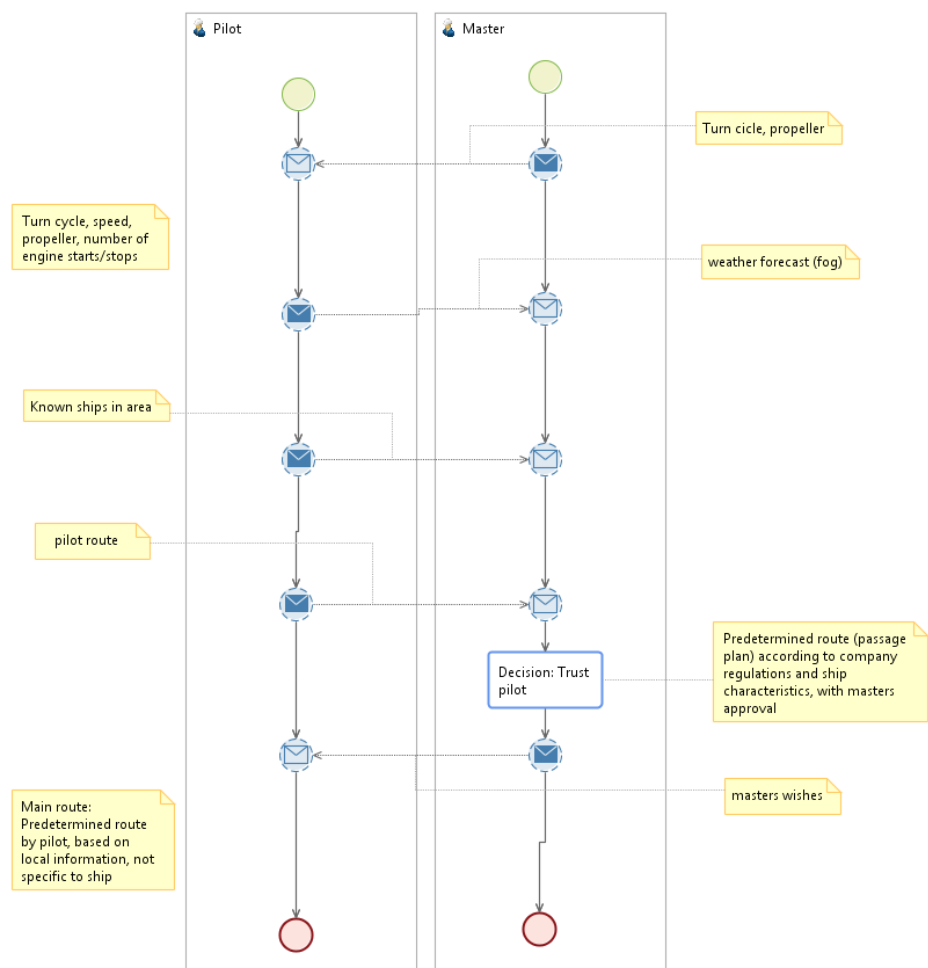 Pilot
Master
Turn cicle, propeller
Turn cycle, speed,
propeller, number of
engine starts/stops
weather forecast (fog)
Known ships in area
pilot route
Predetermined route (passage
plan) according to company
regulations and ship
characteristics, with masters
approval
Decision: Trust
pilot
masters wishes
Main route:
Predetermined route
by pilot, based on
local information, not
specific to ship